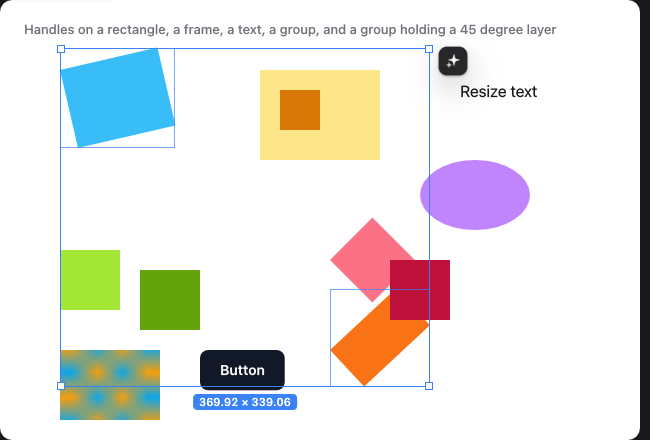 Handles on a rectangle, a frame, a text, a group, and a group holding a 45 degree layer
Resize text
Button
369.92 × 339.06